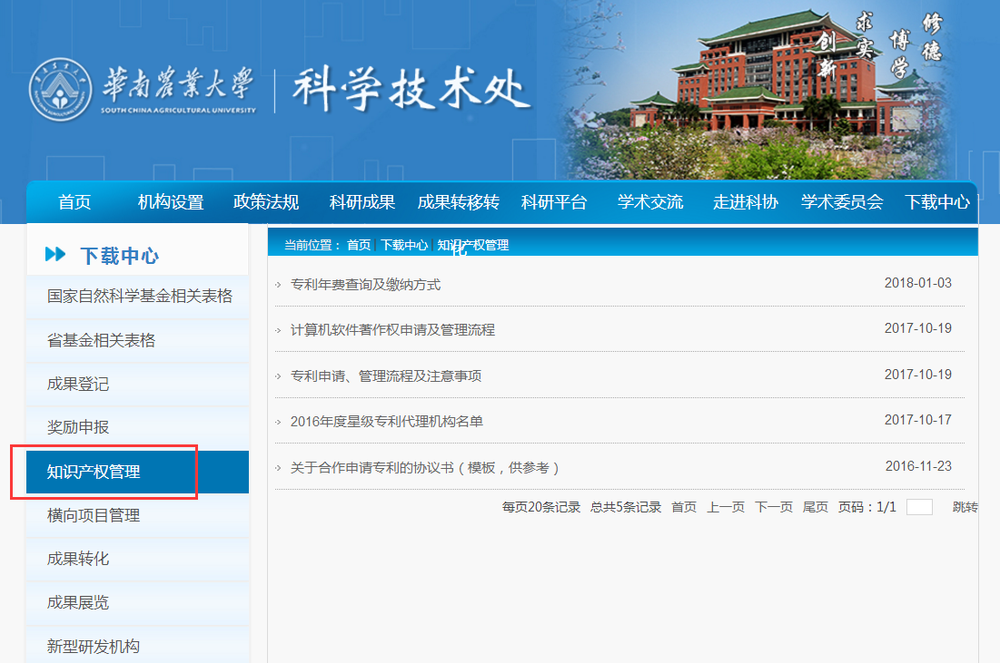 華南农业大学
SOUTH CHINA AGRICULTURAL UNIVERSITY
科学技术处
修德
博学
求实
创新
首页 机构设置 政策法规 科研成果 成果转移转 科研平台 学术交流 走进科协 学术委员会 下载中心
化
下载中心
国家自然科学基金相关表格
省基金相关表格
成果登记
奖励申报
知识产权管理
横向项目管理
成果转化
成果展览
新型研发机构
当前位置： 首页 | 下载中心 | 知识产权管理
专利年费查询及缴纳方式 2018-01-03
计算机软件著作权申请及管理流程 2017-10-19
专利申请、管理流程及注意事项 2017-10-19
2016年度星级专利代理机构名单 2017-10-17
关于合作申请专利的协议书（模板，供参考） 2016-11-23
每页20条记录 总共5条记录 首页 上一页 下一页 尾页 页码：1/1 跳转